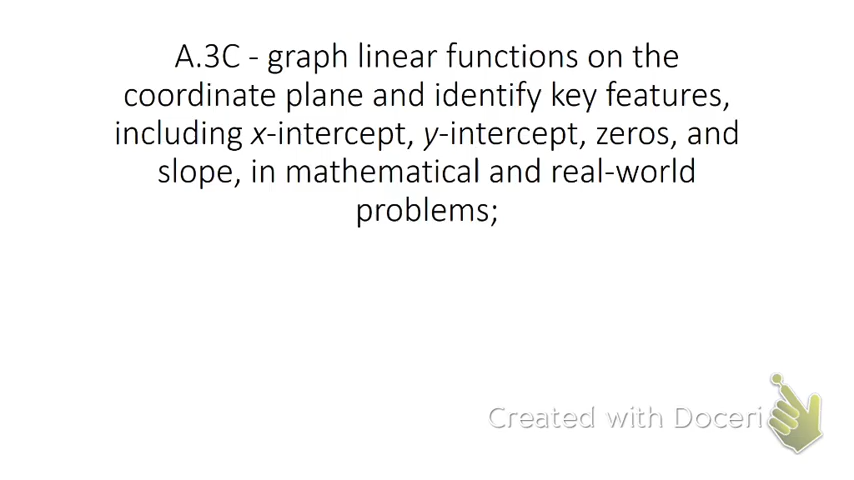 A.3C - graph linear functions on the
coordinate plane and identify key features,
including x-intercept, y-intercept, zeros, and
slope, in mathematical and real-world
problems;
Created with Doceri